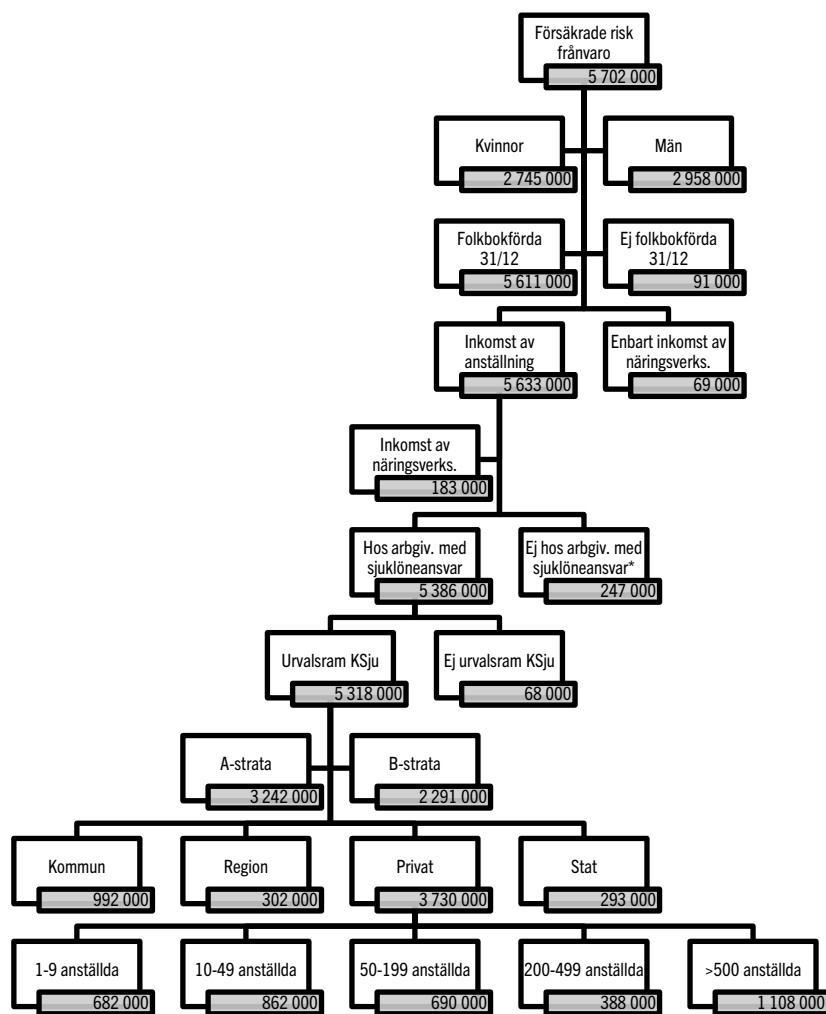 Försäkrade risk
frånvaro
5 702 000
Kvinnor
2 745 000
Män
2 958 000
Folkbokförda
31/12
5 611 000
Ej folkbokförda
31/12
91 000
Inkomst av
anställning
5 633 000
Enbart inkomst av
näringsverks.
69 000
Inkomst av
näringsverks.
183 000
Hos arbgiv. med
sjuklöneansvar
5 386 000
Ej hos arbgiv. med
sjuklöneansvar*
247 000
Urvalsram KSju
5 318 000
Ej urvalsram KSju
68 000
A-strata
3 242 000
B-strata
2 291 000
Kommun
992 000
Region
302 000
Privat
3 730 000
Stat
293 000
1-9 anställda
682 000
10-49 anställda
862 000
50-199 anställda
690 000
200-499 anställda
388 000
>500 anställda
1 108 000